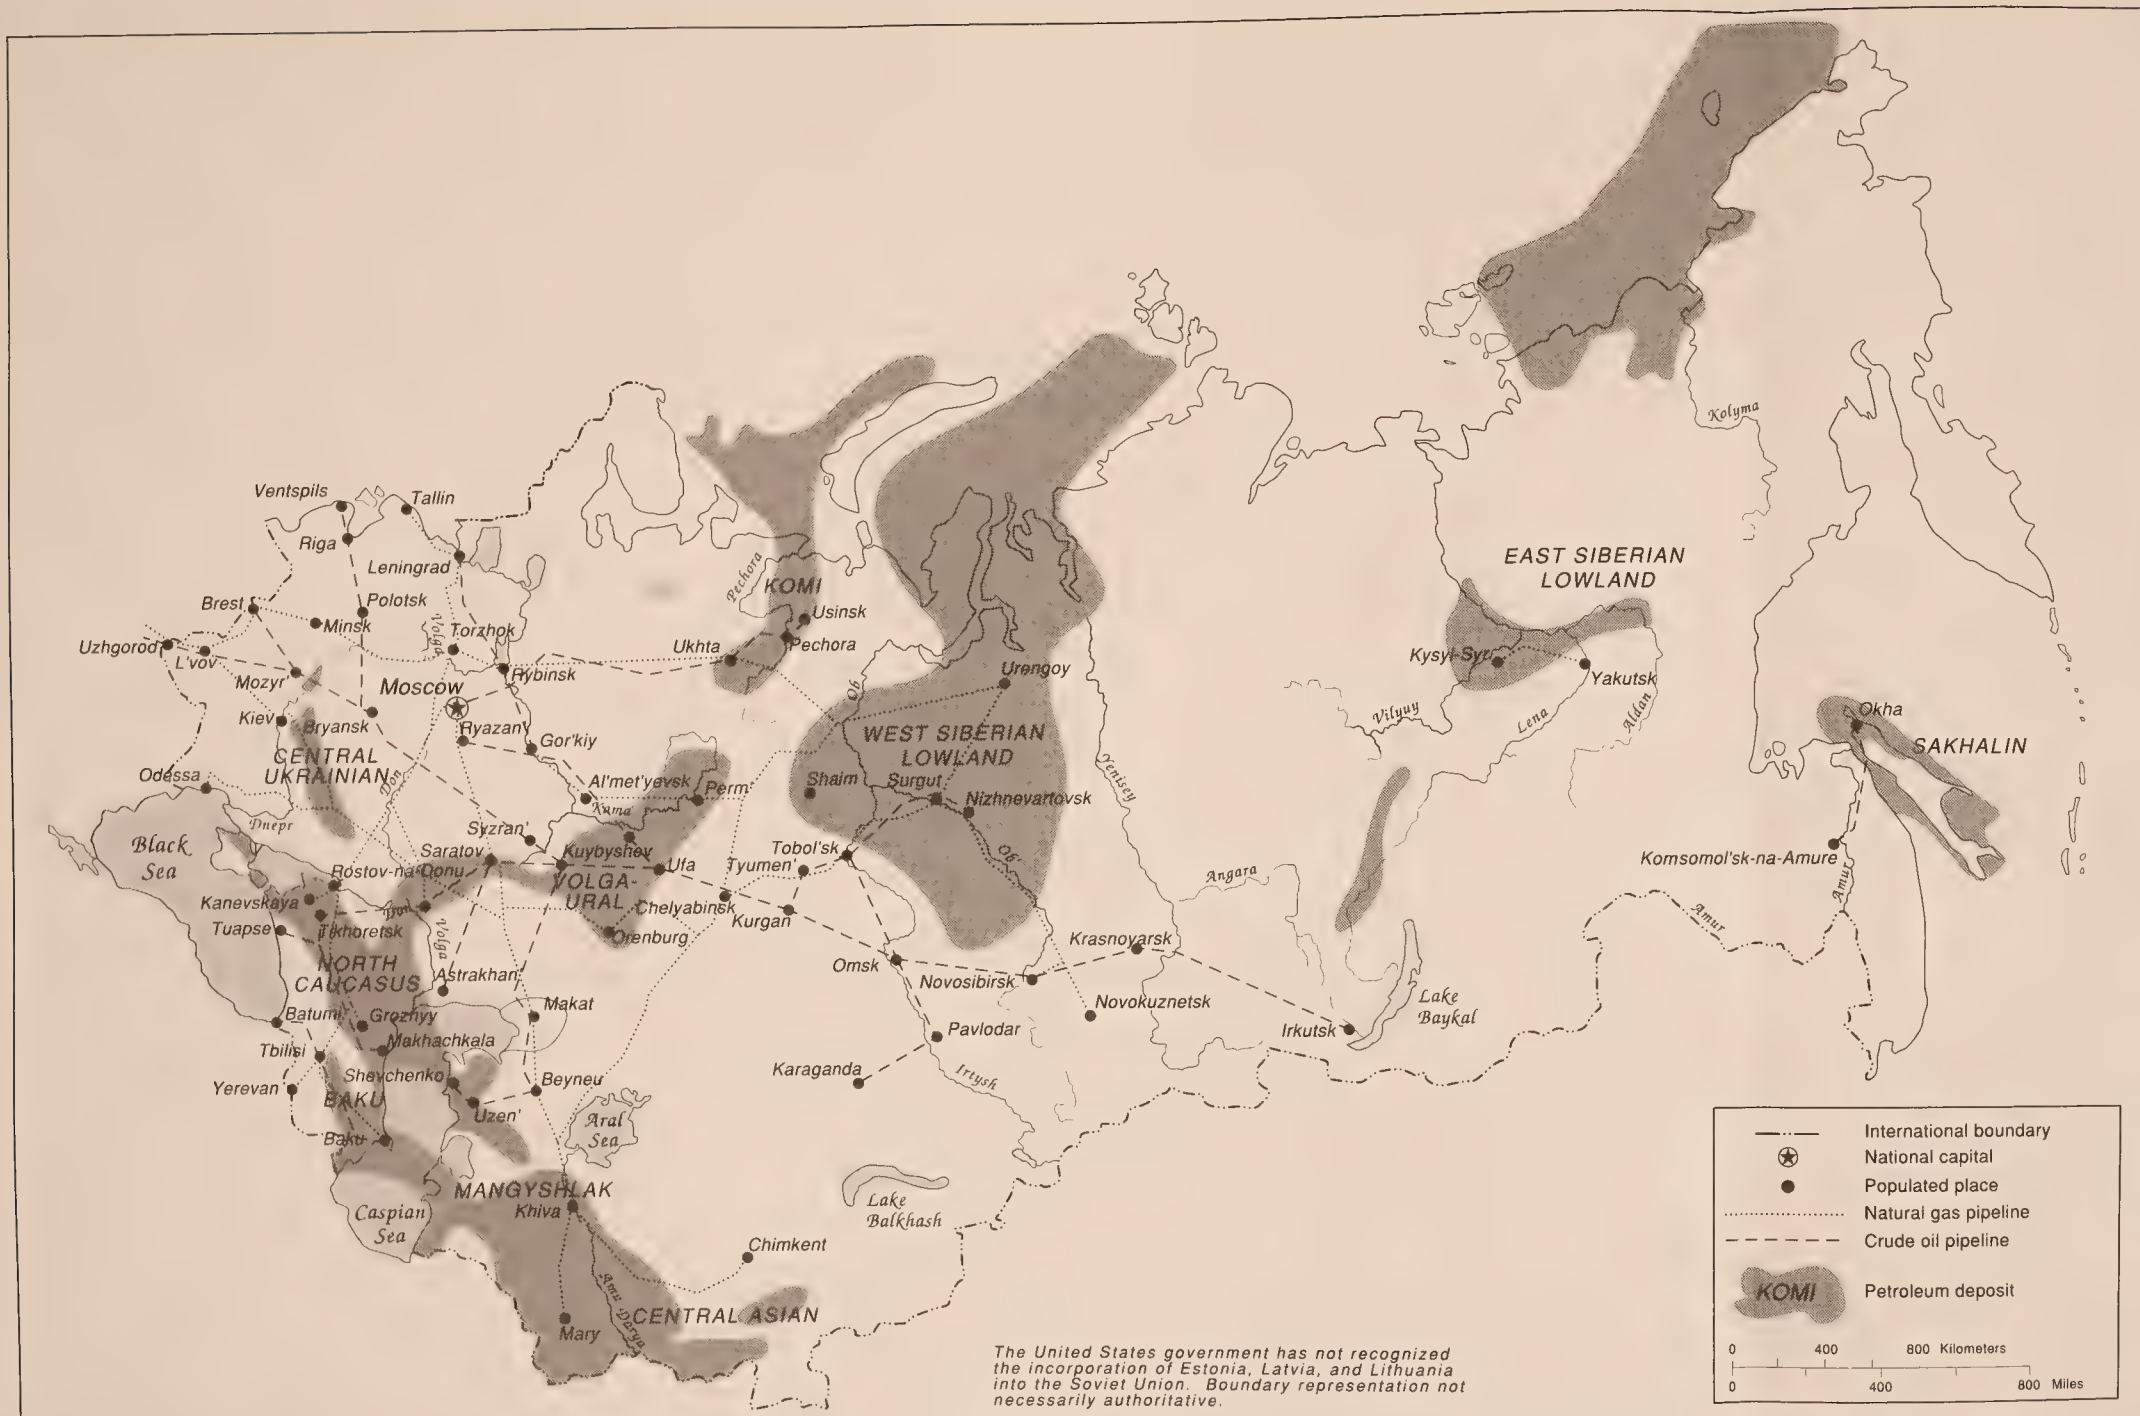 Ventspils
Tallin
Riga
Leningrad
Brest
Polotsk
Minsk
Volga
Torzhok
Uzhgorod
L'vov
Rybinsk
Mozyr'
Moscow
Kiev
Bryansk
Ryazan'
Gor'kiy
CENTRAL
UKRAINIAN
Odessa
Don
Al'met'yevsk
Perm
Kama
Black
Sea
Dnepr
Syzran'
Saratov
Kuybyshev
Ufa
Rostov-na-Donu
VOLGA-
URAL
Kanevskaya
Don
Orenburg
Tuapse
Tikhoretsk
Volga
NORTH
CAUCASUS
Astrakhan'
Batumi
Groznyy
Makat
Tbilisi
Makhachkala
Shevchenko
Beyneu
Yerevan
BAKU
Uzen'
Aral
Sea
Baku
MANGYSHLAK
Khiva
Caspian
Sea
Chimkent
Amu Darya
CENTRAL ASIAN
Mary
Pechora
KOMI
Usinsk
Ukhta
Pechora
Ob
Urengoy
WEST SIBERIAN
LOWLAND
Shaim
Surgut
Nizhnevartovsk
Yenisey
Tobol'sk
Tyumen'
Ob'
Chelyabinsk
Kurgan
Omsk
Krasnoyarsk
Novosibirsk
Novokuznetsk
Pavlodar
Karaganda
Irtysh
Lake
Balkhash
Angara
Irkutsk
Lake
Baykal
Kolyma
EAST SIBERIAN
LOWLAND
Kysyl-Syr
Yakutsk
Vilyuy
Lena
Aldan
Okha
SAKHALIN
Komsomol'sk-na-Amure
Amur
Amur
International boundary
National capital
Populated place
Natural gas pipeline
Crude oil pipeline
KOMI Petroleum deposit
0 400 800 Kilometers
0 400 800 Miles
The United States government has not recognized
the incorporation of Estonia, Latvia, and Lithuania
into the Soviet Union. Boundary representation not
necessarily authoritative.